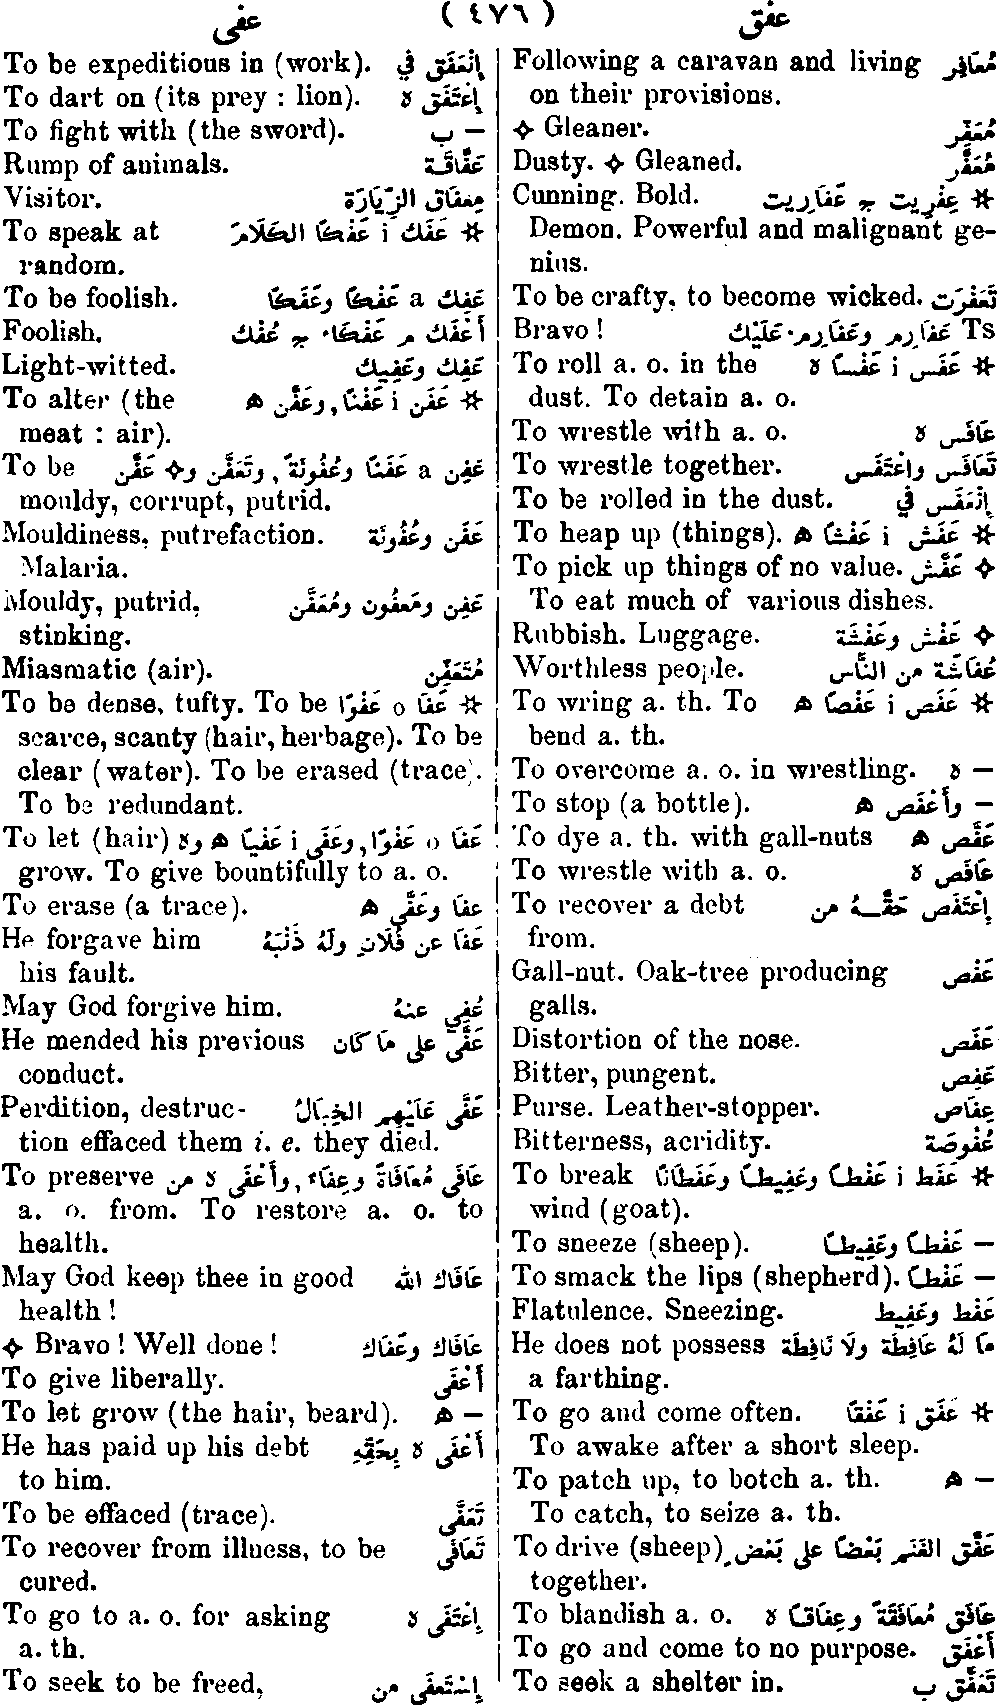 عفى ( ٤٧٦ ) عفق
Following a caravan and living مُعَافِر
on their provisions.
✧ Gleaner. مُعَفِّر
Dusty. ✧ Gleaned. مُعَفَّر
Cunning. Bold. ✲ عِفْرِيت ج عَفَارِيت
Demon. Powerful and malignant ge-
nius.
To be crafty, to become wicked. تَعَفْرَت
Bravo ! Ts عَفَارِم وعَفَارِم عَلَيْك
To roll a. o. in the ✲ عَفَس i عَفْسًا ه
dust. To detain a. o.
To wrestle with a. o. عَافَس ه
To wrestle together. تَعَافَس واعْتَفَس
To be rolled in the dust. إِنْعَفَس في
To heap up (things). ✲ عَفَش i عَفْشًا ه
To pick up things of no value. ✧ عَفَّش
To eat much of various dishes.
Rubbish. Luggage. ✧ عَفْش وعَفْشَة
Worthless people. عُفَاشَة من النَّاس
To wring a. th. To ✲ عَفَص i عَفْصًا ه
bend a. th.
To overcome a. o. in wrestling. — ه
To stop (a bottle). — وأَعْفَص ه
To dye a. th. with gall-nuts عَفَّص ه
To wrestle with a. o. عَافَص ه
To recover a debt إِعْتَفَص حَقَّـهُ من
from.
Gall-nut. Oak-tree producing عَفْص
galls.
Distortion of the nose. عَفَص
Bitter, pungent. عَفِص
Purse. Leather-stopper. عِفَاص
Bitterness, acridity. عُفُوصَة
To break ✲ عَفَط i عَفْطًا وعَفِيطًا وعَفَطَانًا
wind (goat).
To sneeze (sheep). — عَفْطًا وعَفِيطًا
To smack the lips (shepherd). — عَفْطًا
Flatulence. Sneezing. عَفْط وعَفِيط
He does not possess مَا لَهُ عَافِطَة ولَا نَافِطَة
a farthing.
To go and come often. ✲ عَفَق i عَفْقًا
To awake after a short sleep.
To patch up, to botch a. th. — ه
To catch, to seize a. th.
To drive (sheep) عَفَّق الغَنَم بَعْضًا على بَعْض
together.
To blandish a. o. عَافَق مُعَافَقَةً وعِفَاقًا ه
To go and come to no purpose. أَعْفَق
To seek a shelter in. تَعَفَّق ب
To be expeditious in (work). إِنْعَفَق في
To dart on (its prey : lion). إِعْتَفَق ه
To fight with (the sword). — ب
Rump of animals. عَفَّاقَة
Visitor. مِعْفَاق الزِّيَارَة
To speak at ✲ عَفَك i عَفْكًا الكَلَامَ
random.
To be foolish. عَفِك a عَفْكًا وعَفَكًا
Foolish. أَعْفَك م عَفْكَاء ج عُفْك
Light-witted. عَفِك وعَفِيك
To alter (the ✲ عَفَن i عَفْنًا, وعَفَّن ه
meat : air).
To be عَفِن a عَفَنًا وعُفُونَةً, وتَعَفَّن و✧ عَفَّن
mouldy, corrupt, putrid.
Mouldiness, putrefaction. عَفَن وعُفُونَة
Malaria.
Mouldy, putrid, عَفِن ومَعْفُون ومُعَفَّن
stinking.
Miasmatic (air). مُتَعَفِّن
To be dense, tufty. To be ✲ عَفَا o عَفْوًا
scarce, scanty (hair, herbage). To be
clear (water). To be erased (trace).
To be redundant.
To let (hair) عَفَا o عَفْوًا, وعَفَى i عَفْيًا ه وه
grow. To give bountifully to a. o.
To erase (a trace). عفَا وعَفَّى ه
He forgave him عَفَا عن فُلَانٍ ولَهُ ذَنْبَهُ
his fault.
May God forgive him. عُفِي عنهُ
He mended his previous عَفَّى على مَا كَان
conduct.
Perdition, destruc- عَفَّى عَلَيْهِم الخَبَالُ
tion effaced them i. e. they died.
To preserve عَافَى مُعَافَاةً وعِفَاء, وأَعْفَى ه من
a. o. from. To restore a. o. to
health.
May God keep thee in good عَافَاك الله
health !
✧ Bravo ! Well done ! عَافَاك وعَفَاك
To give liberally. أَعْفَى
To let grow (the hair, beard). — ه
He has paid up his debt أَعْفَى ه بِحَقِّهِ
to him.
To be effaced (trace). تَعَفَّى
To recover from illness, to be تَعَافَى
cured.
To go to a. o. for asking إِعْتَفَى ه
a. th.
To seek to be freed, إِسْتَعْفَى من